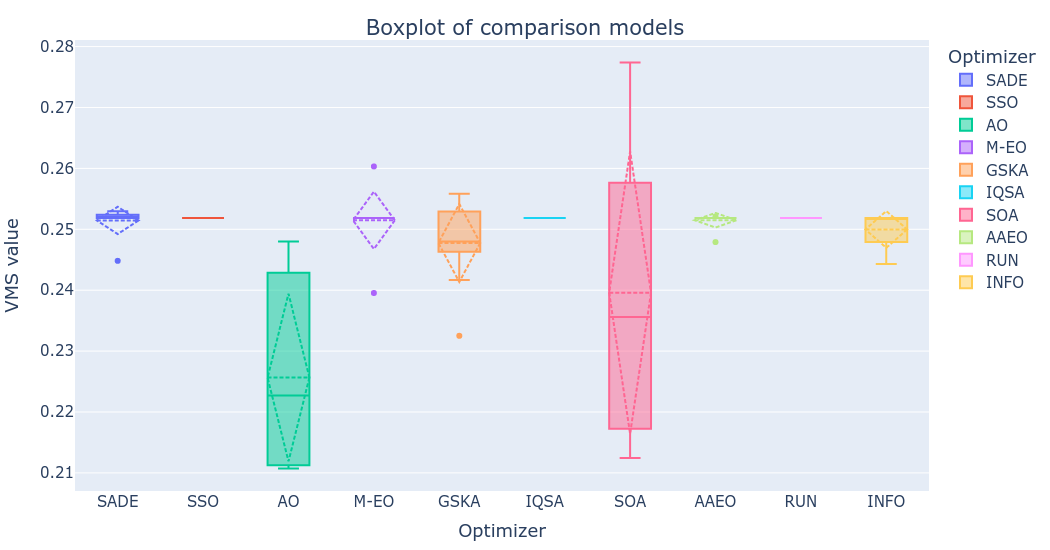 Boxplot of comparison models
VMS value
0.28
0.27
0.26
0.25
0.24
0.23
0.22
0.21
SADE SSO AO M-EO GSKA IQSA SOA AAEO RUN INFO
Optimizer
Optimizer
SADE
SSO
AO
M-EO
GSKA
IQSA
SOA
AAEO
RUN
INFO